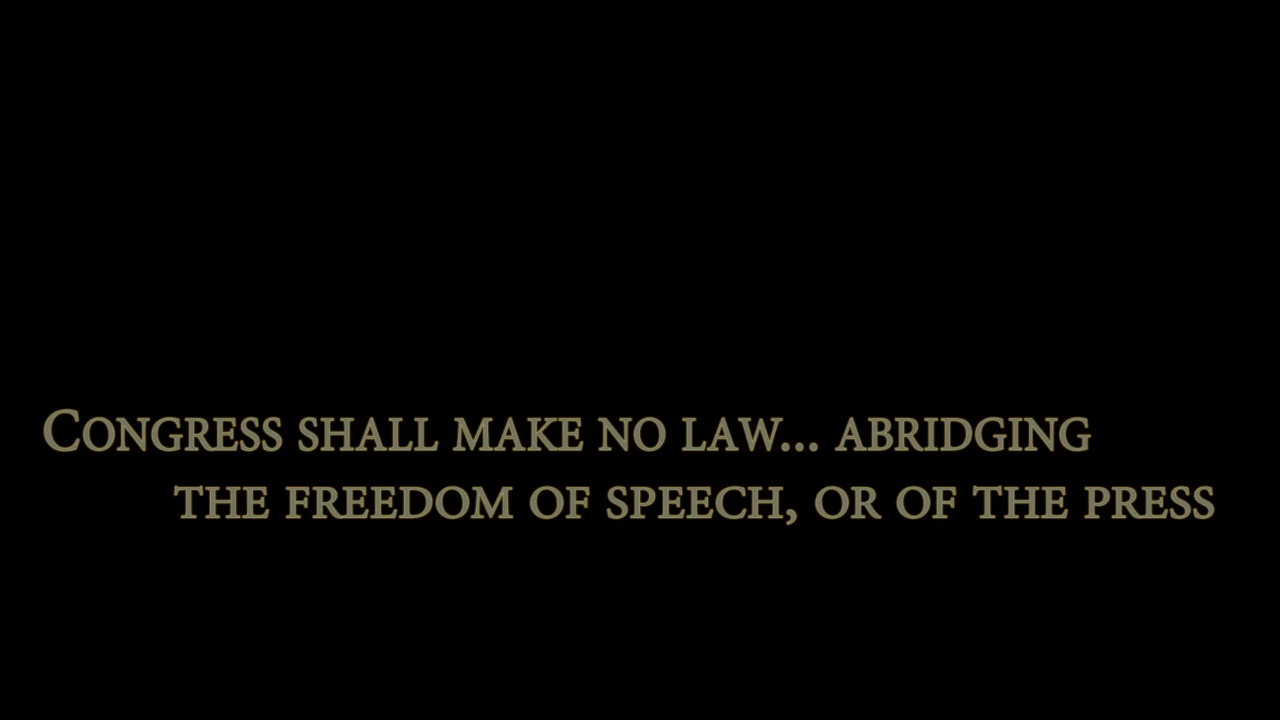 Congress shall make no law... abridging
the freedom of speech, or of the press